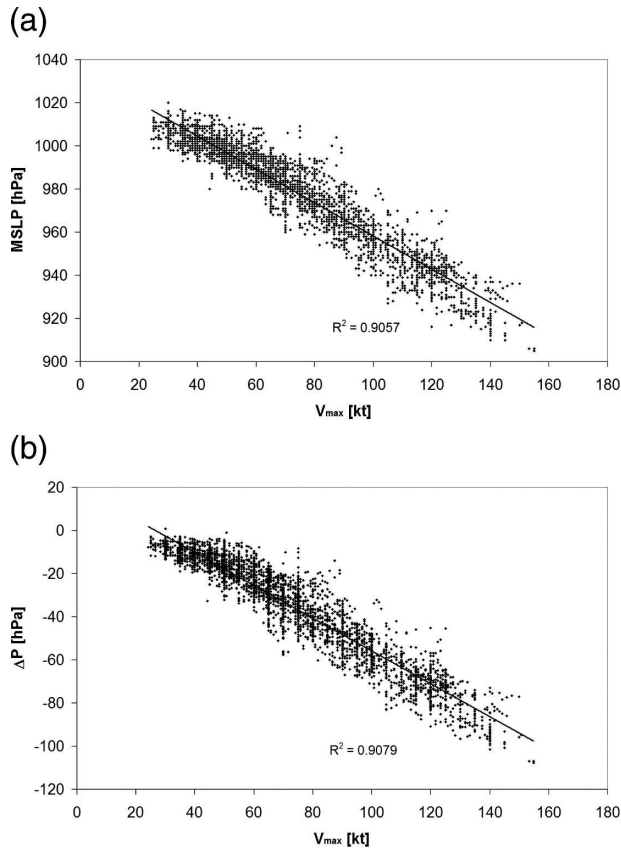 (a)
1040
1020
1000
980
960
940
920
900
MSLP [hPa]
R² = 0.9057
0 20 40 60 80 100 120 140 160 180
Vmax [kt]
(b)
20
0
-20
-40
-60
-80
-100
-120
ΔP [hPa]
R² = 0.9079
0 20 40 60 80 100 120 140 160 180
Vmax [kt]